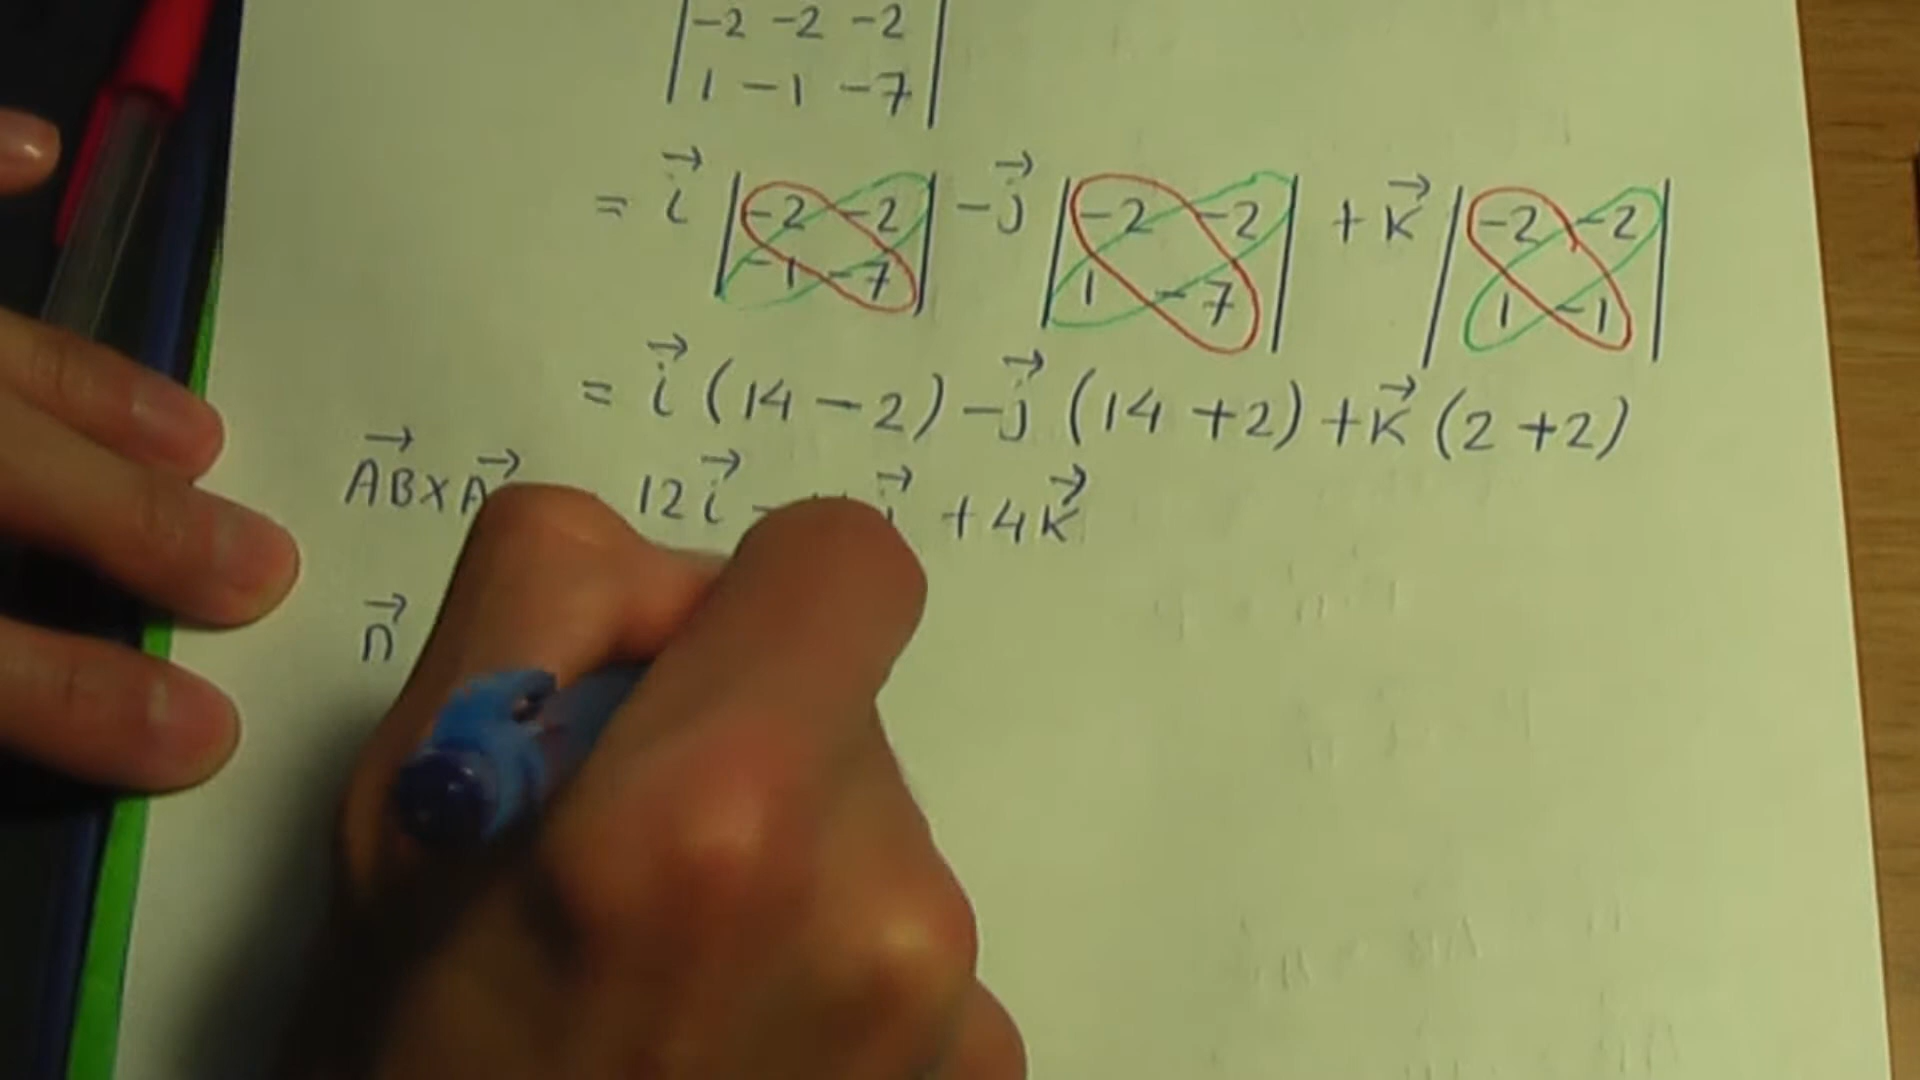 |-2 -2 -2|
|1 -1 -7|
= i⃗ |-2 -2| - j⃗ |-2 -2| + k⃗ |-2 -2|
|-1 -7| |1 -7| |1 -1|
= i⃗ (14 - 2) - j⃗ (14 + 2) + k⃗ (2 + 2)
AB⃗ × A 12 i⃗ - + 4 k⃗
n⃗